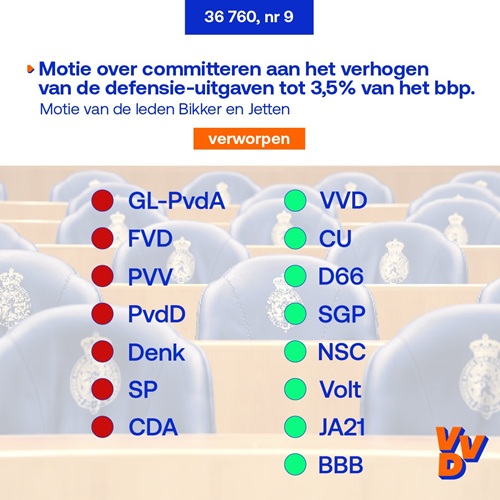 36 760, nr 9
Motie over committeren aan het verhogen
van de defensie-uitgaven tot 3,5% van het bbp.
Motie van de leden Bikker en Jetten
verworpen
GL-PvdA
FVD
PVV
PvdD
Denk
SP
CDA
VVD
CU
D66
SGP
NSC
Volt
JA21
BBB
VVD